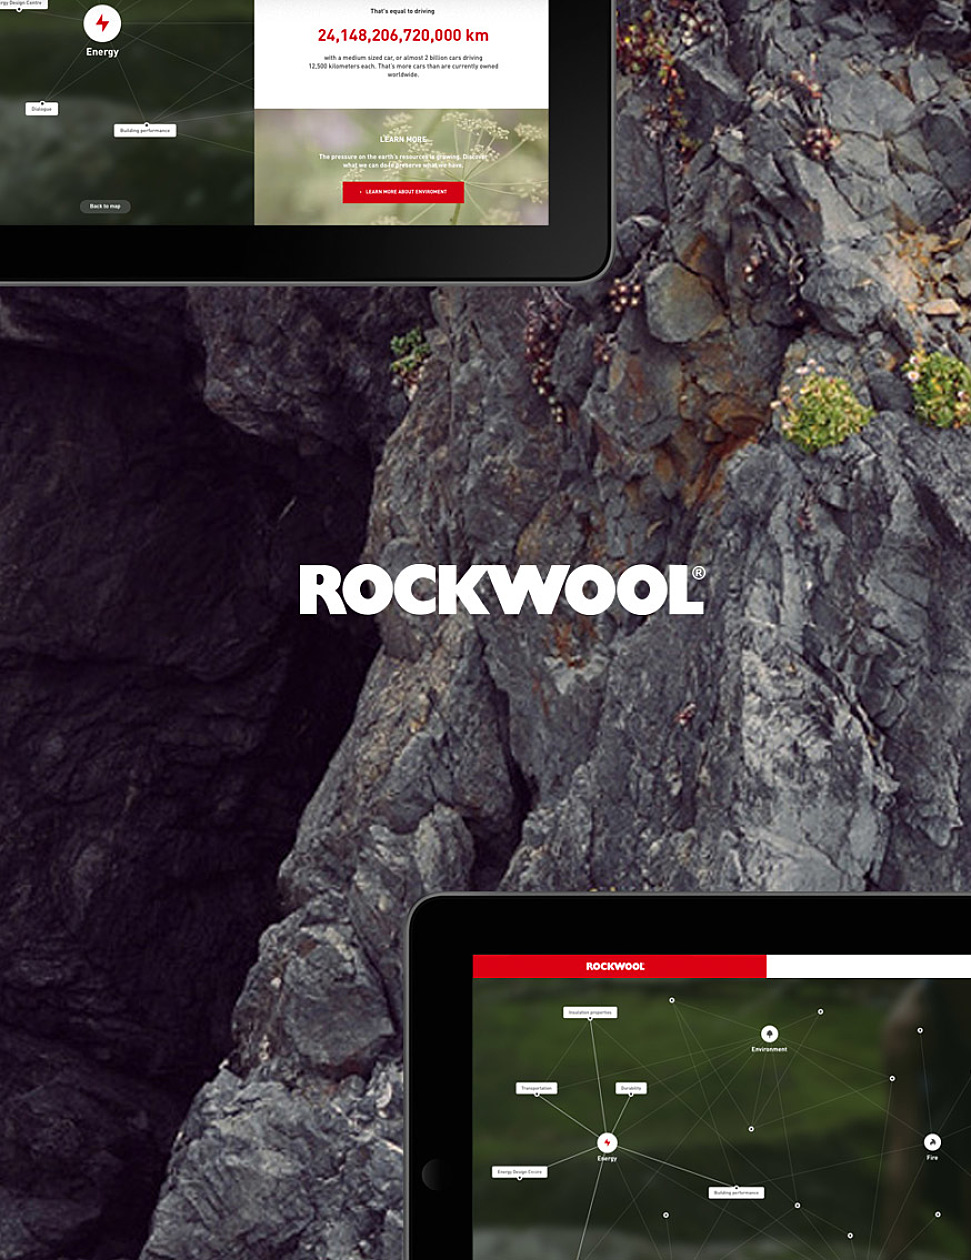 Energy Design Centre
Energy
Dialogue
Building performance
Back to map
That's equal to driving
24,148,206,720,000 km
with a medium sized car, or almost 2 billion cars driving
12,500 kilometers each. That's more cars than are currently owned
worldwide.
LEARN MORE
The pressure on the earth's resources is growing. Discover
what we can do to preserve what we have.
› LEARN MORE ABOUT ENVIROMENT
ROCKWOOL®
ROCKWOOL
Insulation properties
Environment
Transportation
Durability
Energy
Fire
Energy Design Centre
Building performance